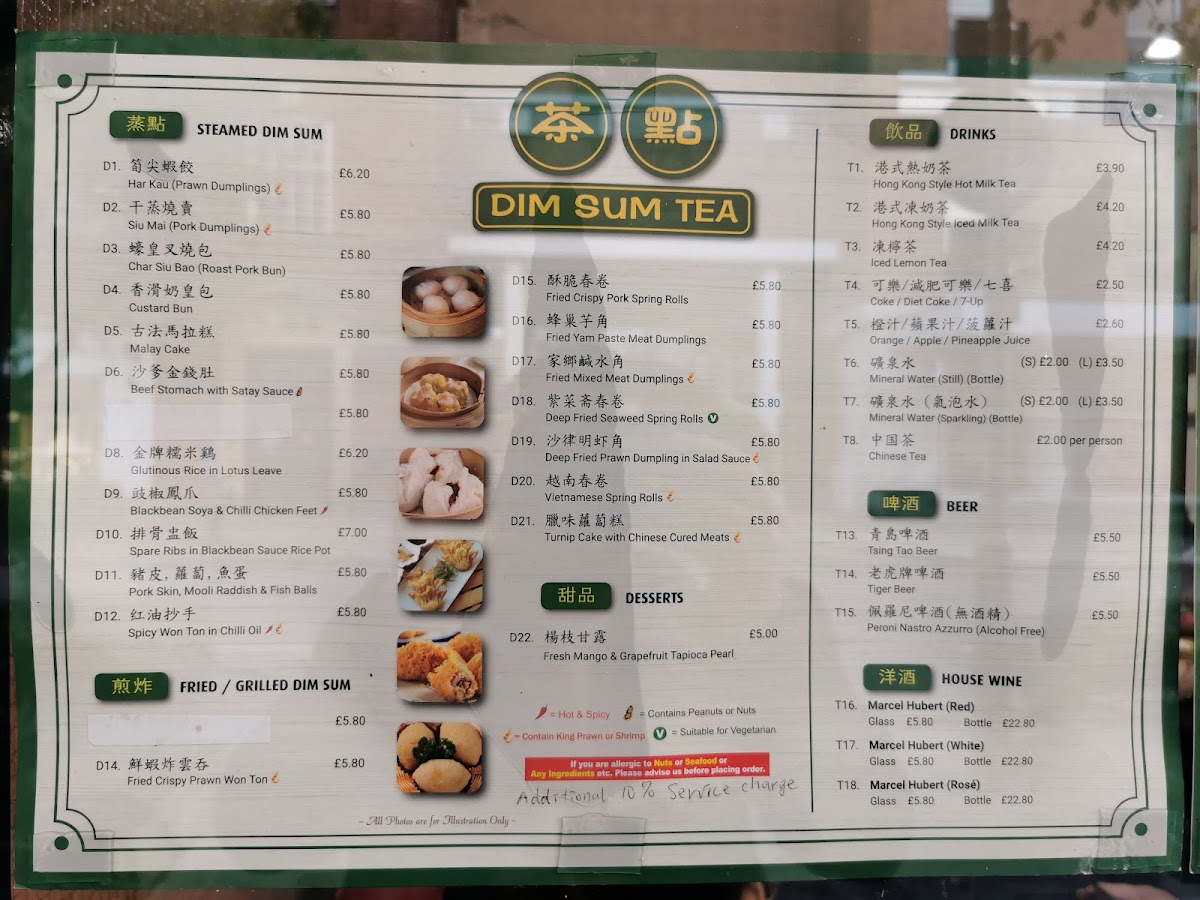 茶點
DIM SUM TEA
蒸點 STEAMED DIM SUM
D1. 筍尖蝦餃 £6.20
Har Kau (Prawn Dumplings)
D2. 干蒸燒賣 £5.80
Siu Mai (Pork Dumplings)
D3. 蠔皇叉燒包 £5.80
Char Siu Bao (Roast Pork Bun)
D4. 香滑奶皇包 £5.80
Custard Bun
D5. 古法馬拉糕 £5.80
Malay Cake
D6. 沙爹金錢肚 £5.80
Beef Stomach with Satay Sauce
£5.80
D8. 金牌糯米鷄 £6.20
Glutinous Rice in Lotus Leave
D9. 豉椒鳳爪 £5.80
Blackbean Soya & Chilli Chicken Feet
D10. 排骨盅飯 £7.00
Spare Ribs in Blackbean Sauce Rice Pot
D11. 豬皮, 蘿蔔, 魚蛋 £5.80
Pork Skin, Mooli Raddish & Fish Balls
D12. 红油抄手 £5.80
Spicy Won Ton in Chilli Oil
煎炸 FRIED / GRILLED DIM SUM
£5.80
D14. 鮮蝦炸雲吞 £5.80
Fried Crispy Prawn Won Ton
D15. 酥脆春卷 £5.80
Fried Crispy Pork Spring Rolls
D16. 蜂巢芋角 £5.80
Fried Yam Paste Meat Dumplings
D17. 家鄉鹹水角 £5.80
Fried Mixed Meat Dumplings
D18. 紫菜斋春卷 £5.80
Deep Fried Seaweed Spring Rolls V
D19. 沙律明虾角 £5.80
Deep Fried Prawn Dumpling in Salad Sauce
D20. 越南春卷 £5.80
Vietnamese Spring Rolls
D21. 臘味蘿蔔糕 £5.80
Turnip Cake with Chinese Cured Meats
甜品 DESSERTS
D22. 楊枝甘露 £5.00
Fresh Mango & Grapefruit Tapioca Pearl
= Hot & Spicy = Contains Peanuts or Nuts
= Contain King Prawn or Shrimp V = Suitable for Vegetarian
If you are allergic to Nuts or Seafood or
Any Ingredients etc. Please advise us before placing order.
Additional 10% Service charge
~ All Photos are for Illustration Only ~
飲品 DRINKS
T1. 港式熱奶茶 £3.90
Hong Kong Style Hot Milk Tea
T2. 港式凍奶茶 £4.20
Hong Kong Style Iced Milk Tea
T3. 凍檸茶 £4.20
Iced Lemon Tea
T4. 可樂/減肥可樂/七喜 £2.50
Coke / Diet Coke / 7-Up
T5. 橙汁/蘋果汁/菠蘿汁 £2.60
Orange / Apple / Pineapple Juice
T6. 礦泉水 (S) £2.00 (L) £3.50
Mineral Water (Still) (Bottle)
T7. 礦泉水 (氣泡水) (S) £2.00 (L) £3.50
Mineral Water (Sparkling) (Bottle)
T8. 中国茶 £2.00 per person
Chinese Tea
啤酒 BEER
T13. 青島啤酒 £5.50
Tsing Tao Beer
T14. 老虎牌啤酒 £5.50
Tiger Beer
T15. 佩羅尼啤酒(無酒精) £5.50
Peroni Nastro Azzurro (Alcohol Free)
洋酒 HOUSE WINE
T16. Marcel Hubert (Red)
Glass £5.80 Bottle £22.80
T17. Marcel Hubert (White)
Glass £5.80 Bottle £22.80
T18. Marcel Hubert (Rosé)
Glass £5.80 Bottle £22.80